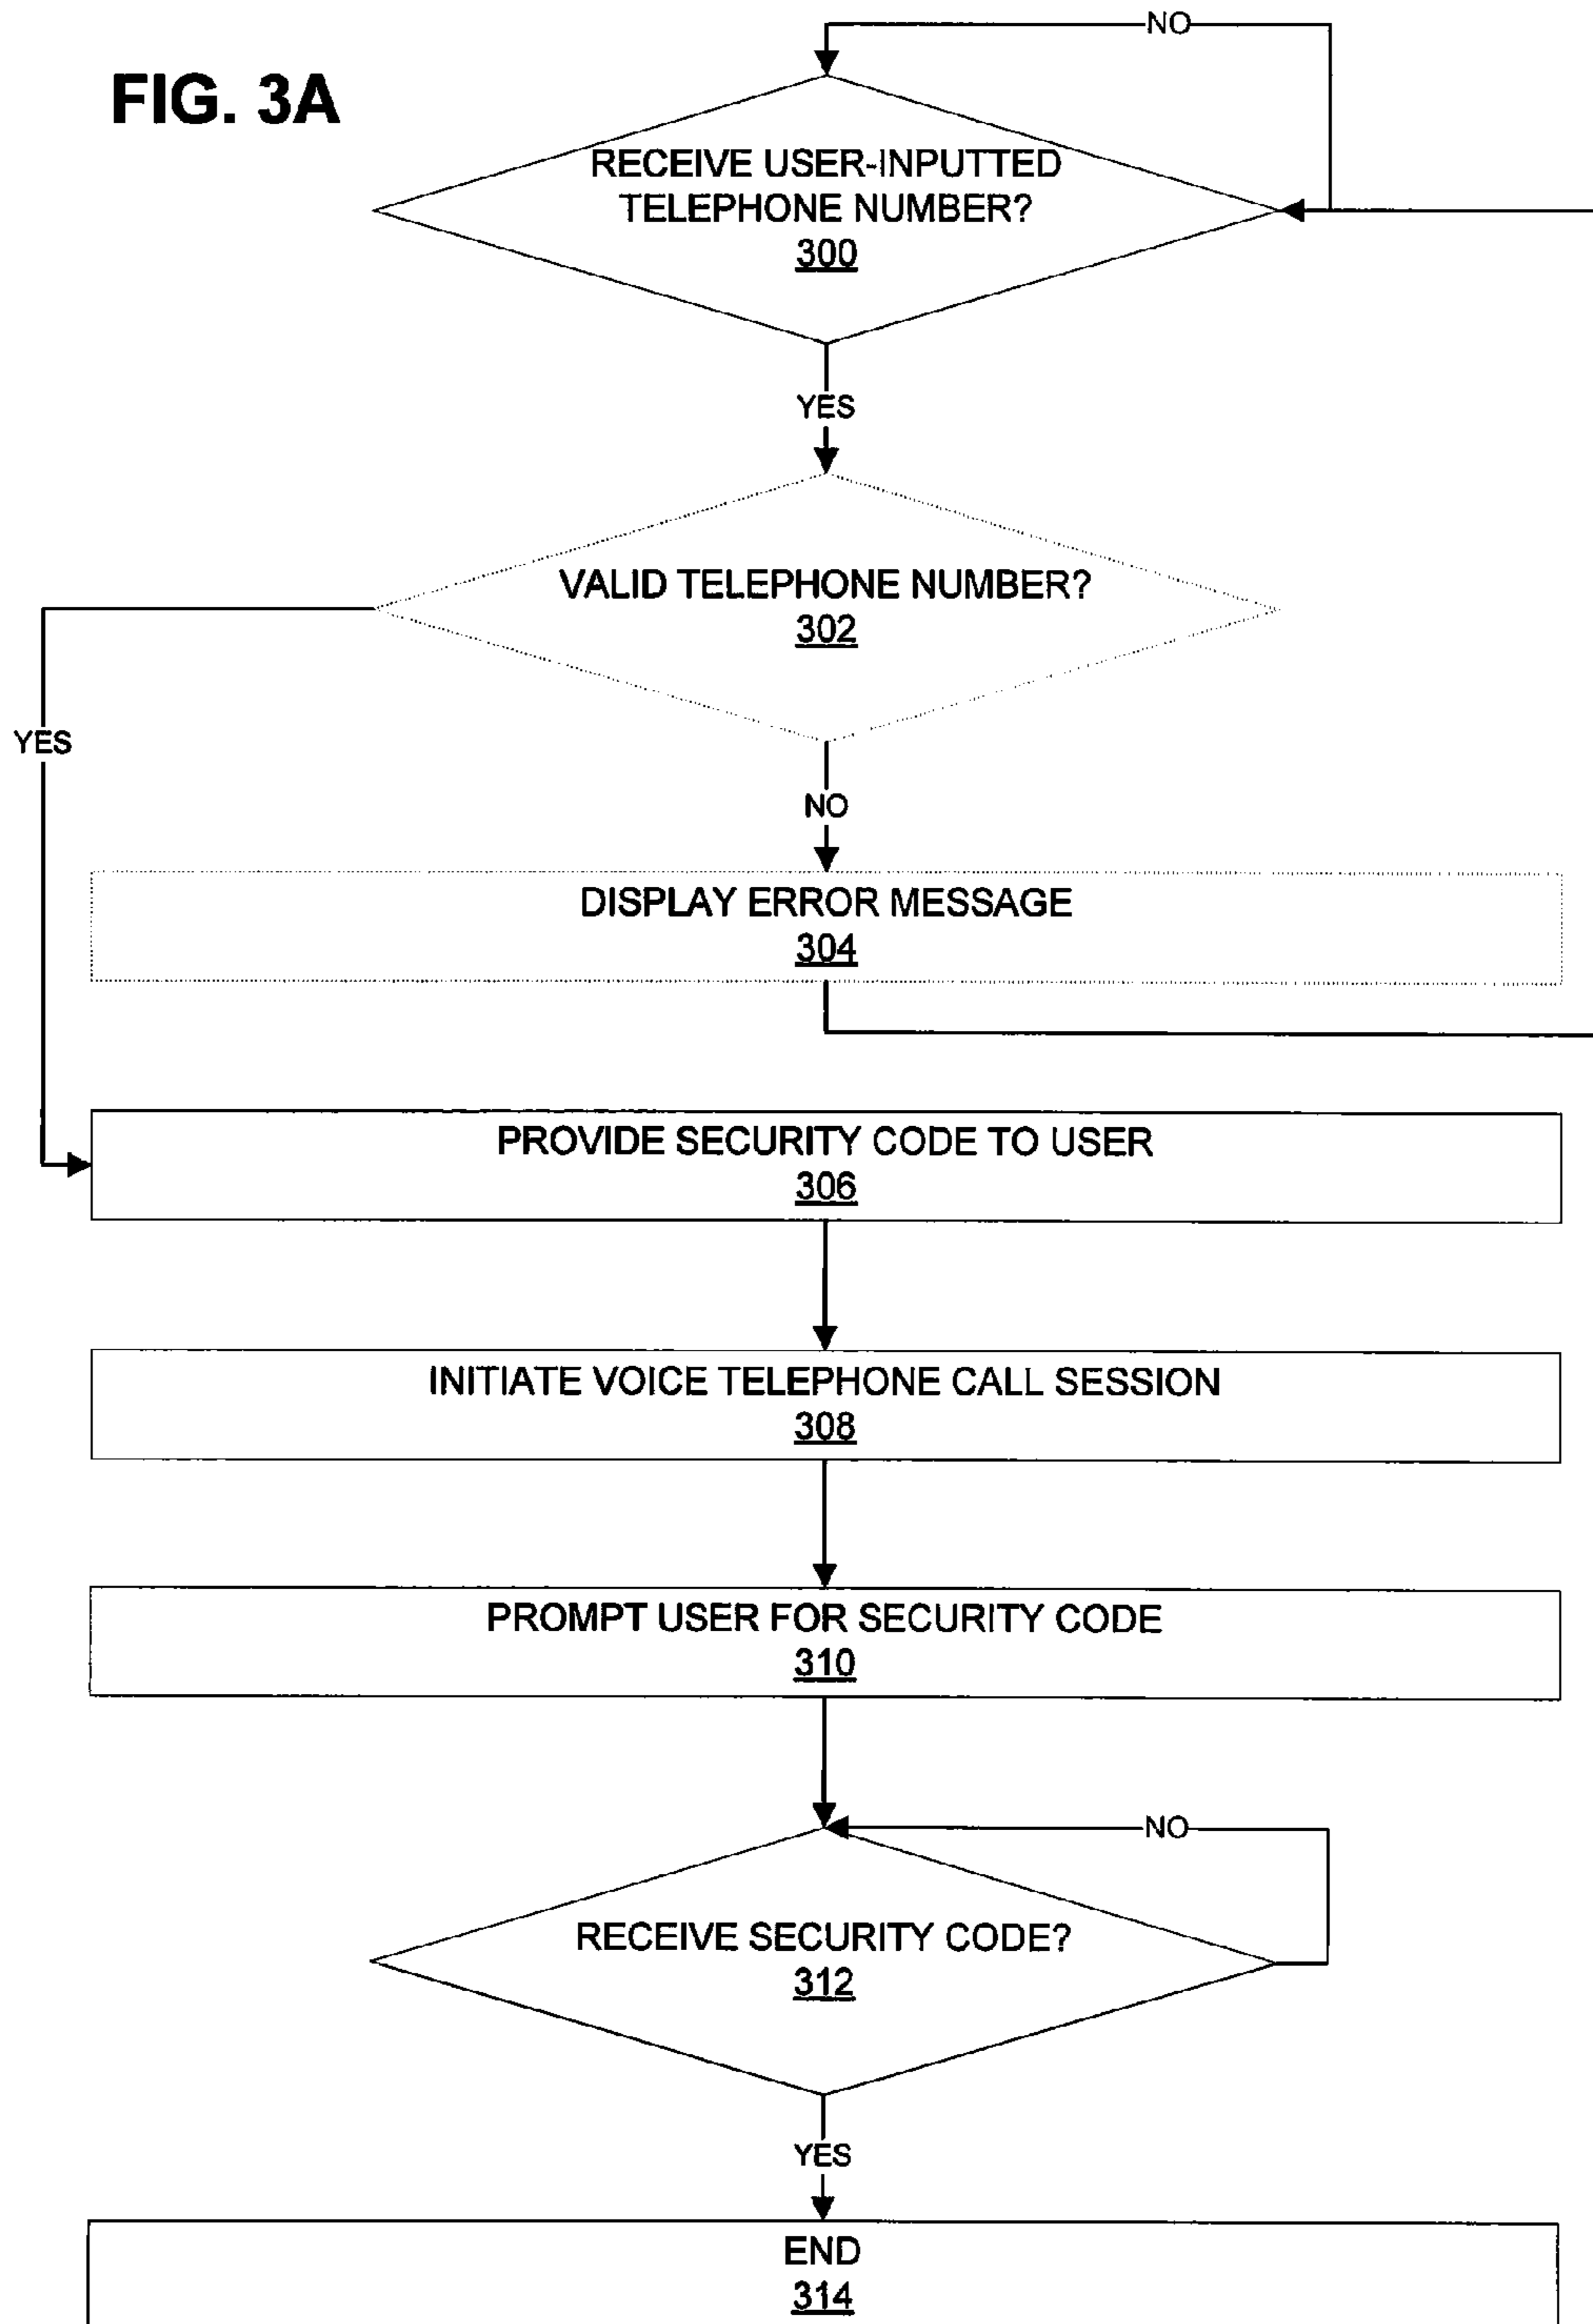 FIG. 3A
NO
RECEIVE USER-INPUTTED
TELEPHONE NUMBER?
300
YES
VALID TELEPHONE NUMBER?
302
YES
NO
DISPLAY ERROR MESSAGE
304
PROVIDE SECURITY CODE TO USER
306
INITIATE VOICE TELEPHONE CALL SESSION
308
PROMPT USER FOR SECURITY CODE
310
NO
RECEIVE SECURITY CODE?
312
YES
END
314